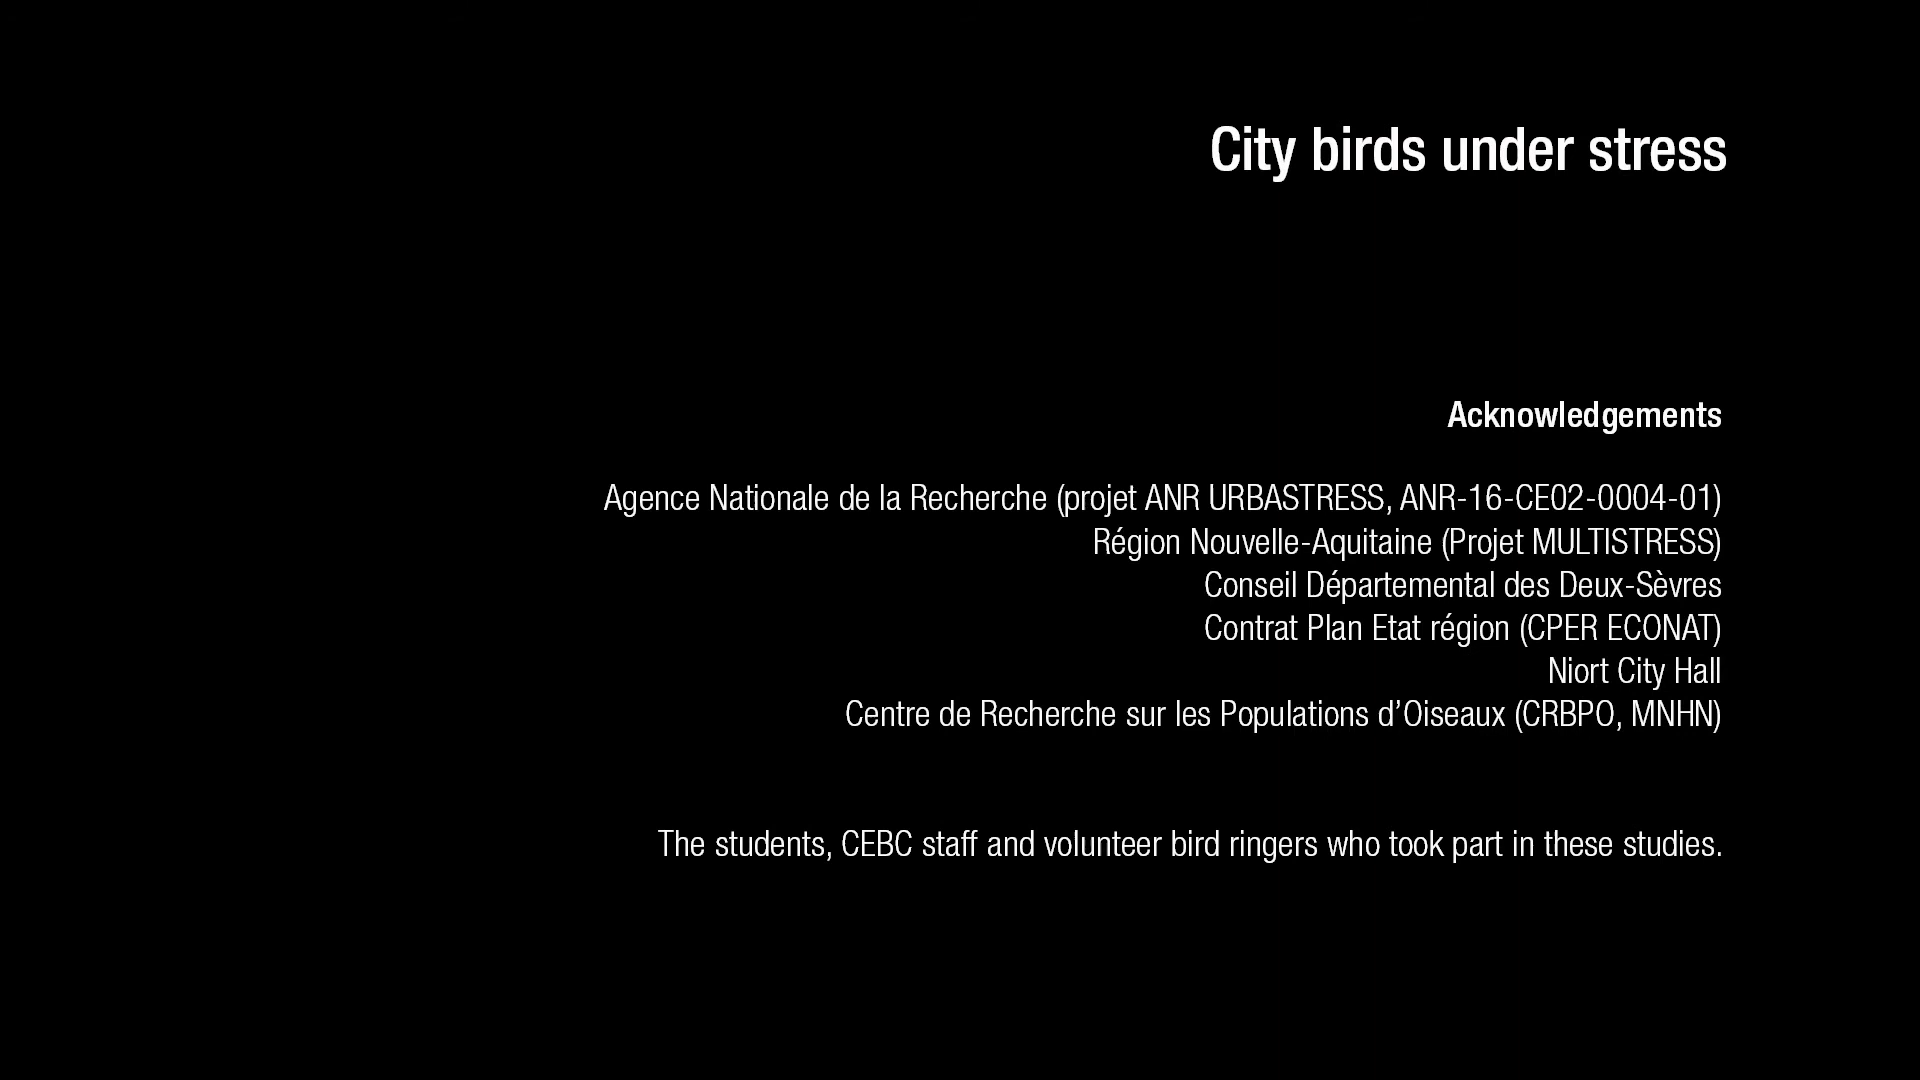 City birds under stress
Acknowledgements
Agence Nationale de la Recherche (projet ANR URBASTRESS, ANR-16-CE02-0004-01)
Région Nouvelle-Aquitaine (Projet MULTISTRESS)
Conseil Départemental des Deux-Sèvres
Contrat Plan Etat région (CPER ECONAT)
Niort City Hall
Centre de Recherche sur les Populations d’Oiseaux (CRBPO, MNHN)
The students, CEBC staff and volunteer bird ringers who took part in these studies.